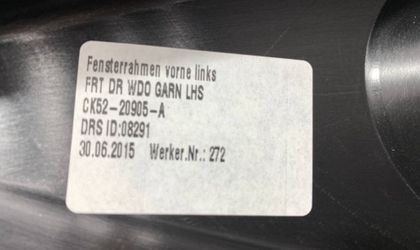 Fensterrahmen vorne links
FRT DR WDO GARN LHS
CK52-20905-A
DRS ID:08291
30.06.2015 Werker.Nr.: 272